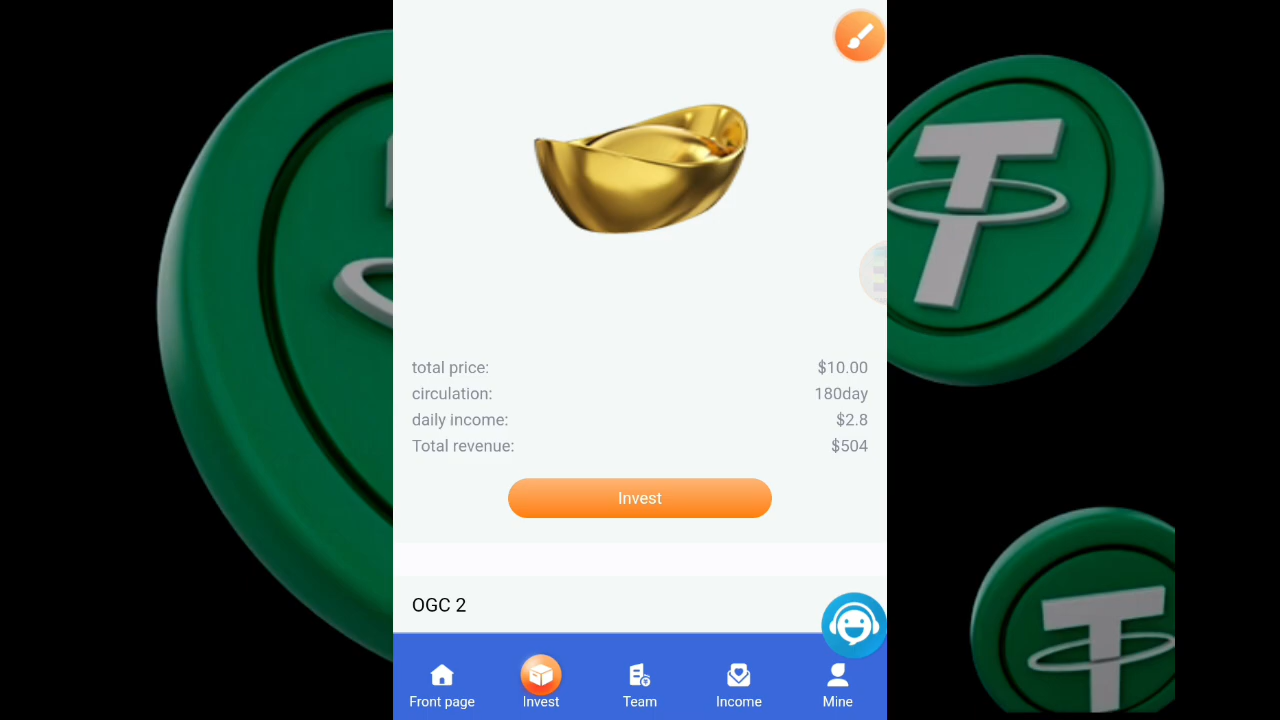 total price: $10.00
circulation: 180day
daily income: $2.8
Total revenue: $504
Invest
OGC 2
Front page Invest Team Income Mine